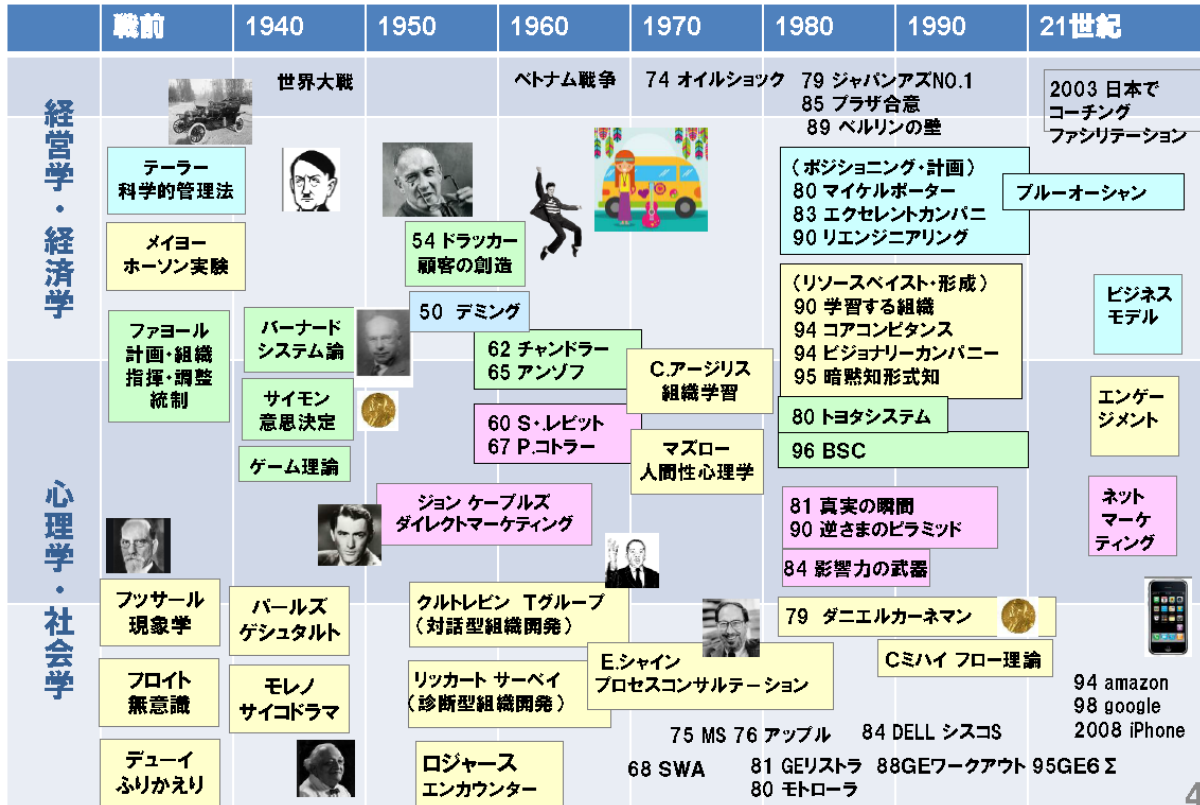 戦前
1940
1950
1960
1970
1980
1990
21世紀
経営学・経済学
世界大戦
ベトナム戦争
74 オイルショック
79 ジャパンアズNO.1
85 プラザ合意
89 ベルリンの壁
2003 日本で
コーチング
ファシリテーション
テーラー
科学的管理法
メイヨー
ホーソン実験
ファヨール
計画・組織
指揮・調整
統制
バーナード
システム論
サイモン
意思決定
ゲーム理論
54 ドラッカー
顧客の創造
50 デミング
62 チャンドラー
65 アンゾフ
60 S・.レビット
67 P.コトラー
C.アージリス
組織学習
マズロー
人間性心理学
(ポジショニング・計画)
80 マイケルポーター
83 エクセレントカンパニ
90 リエンジニアリング
(リソースベイスト・形成)
90 学習する組織
94 コアコンピタンス
94 ビジョナリーカンパニー
95 暗黙知形式知
80 トヨタシステム
96 BSC
ブルーオーシャン
ビジネス
モデル
エンゲー
ジメント
ネット
マーケ
ティング
心理学・社会学
ジョン ケーブルズ
ダイレクトマーケティング
81 真実の瞬間
90 逆さまのピラミッド
84 影響力の武器
フッサール
現象学
フロイト
無意識
デューイ
ふりかえり
パールズ
ゲシュタルト
モレノ
サイコドラマ
クルトレビン Tグループ
(対話型組織開発)
リッカート サーベイ
(診断型組織開発)
ロジャース
エンカウンター
E.シャイン
プロセスコンサルテーション
79 ダニエルカーネマン
Cミハイ フロー理論
94 amazon
98 google
2008 iPhone
75 MS 76 アップル
84 DELL シスコS
68 SWA
81 GEリストラ
88GEワークアウト
95GE6Σ
80 モトローラ
4